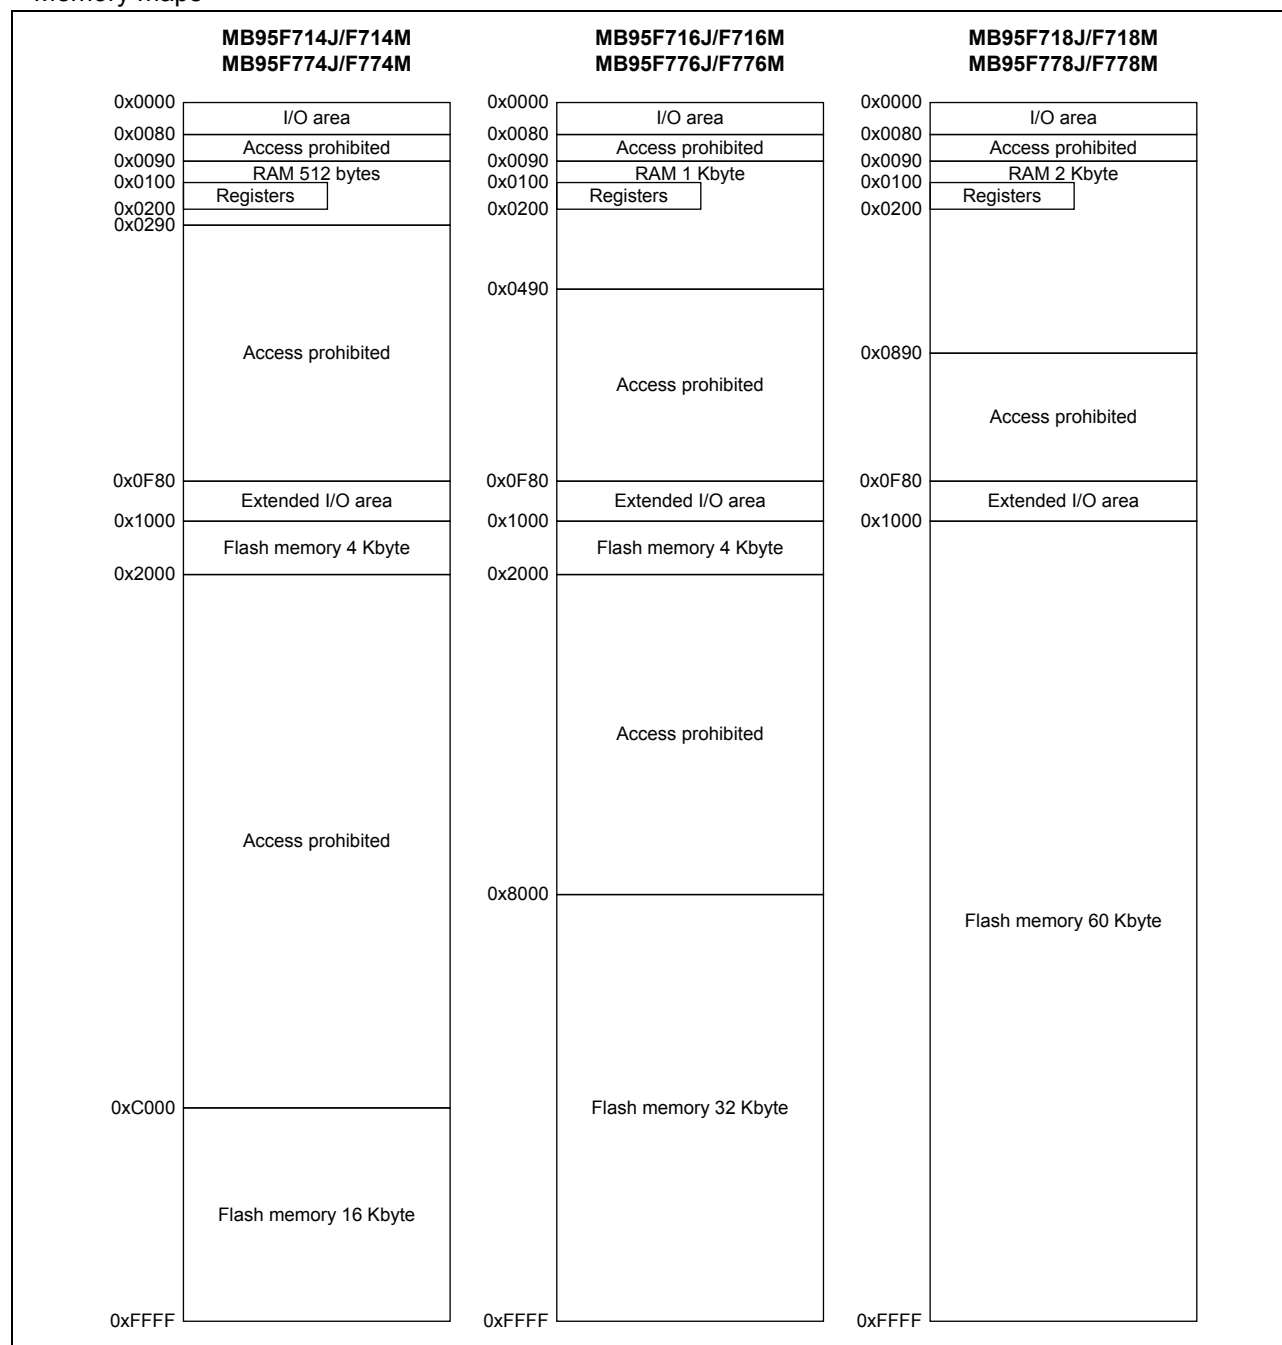 Memory maps
MB95F714J/F714M
MB95F774J/F774M
0x0000
I/O area
0x0080
Access prohibited
0x0090
RAM 512 bytes
0x0100
Registers
0x0200
0x0290
Access prohibited
0x0F80
Extended I/O area
0x1000
Flash memory 4 Kbyte
0x2000
Access prohibited
0xC000
Flash memory 16 Kbyte
0xFFFF
MB95F716J/F716M
MB95F776J/F776M
0x0000
I/O area
0x0080
Access prohibited
0x0090
RAM 1 Kbyte
0x0100
Registers
0x0200
0x0490
Access prohibited
0x0F80
Extended I/O area
0x1000
Flash memory 4 Kbyte
0x2000
Access prohibited
0x8000
Flash memory 32 Kbyte
0xFFFF
MB95F718J/F718M
MB95F778J/F778M
0x0000
I/O area
0x0080
Access prohibited
0x0090
RAM 2 Kbyte
0x0100
Registers
0x0200
0x0890
Access prohibited
0x0F80
Extended I/O area
0x1000
Flash memory 60 Kbyte
0xFFFF